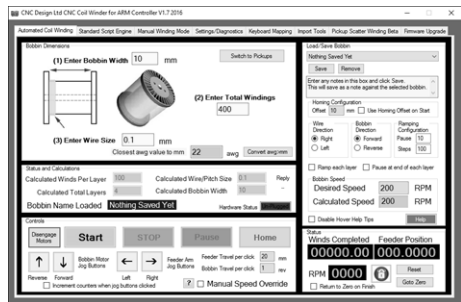 CNC Design Ltd CNC Coil Winder for ARM Controller V1.7 2016
Automated Coil Winding Standard Script Engine Manual Winding Mode Settings/Diagnostics Keyboard Mapping Import Tools Pickup Scatter Winding Beta Firmware Upgrade
Bobbin Dimensions
(1) Enter Bobbin Width 10 mm
Switch to Pickups
(2) Enter Total Windings
400
(3) Enter Wire Size 0.1 mm
Closest awg value to mm 22 awg Convert awg:mm
Status and Calculations
Calculated Winds Per Layer 100 Calculated Wire/Pitch Size 0.1 Reply
Calculated Total Layers 4 Calculated Bobbin Width 10 -
Bobbin Name Loaded Nothing Saved Yet Hardware Status
Controls
Disengage Motors Start STOP Pause Home
Bobbin Motor Jog Buttons
Reverse Forward
Feeder Arm Jog Buttons
Left Right
Feeder Travel per click 20 mm
Bobbin Travel per click 1 rev
Increment counters when jog buttons clicked
? Manual Speed Override
Load/Save Bobbin
Nothing Saved Yet
Save Remove
Enter any notes in this box and click Save.
This will save as a note against the selected bobbin.
Homing Configuration
Offset 10 mm Use Homing Offset on Start
Wire Direction
Right
Left
Bobbin Direction
Forward
Reverse
Ramping Configuration
Pause 10
Steps 100
Ramp each layer Pause at end of each layer
Bobbin Speed
Desired Speed 200 RPM
Calculated Speed 200 RPM
Disable Hover Help Tips Help
Status
Winds Completed Feeder Position
00000.00 000.0000
RPM 0000 Reset
Return to Zero on Finish Goto Zero